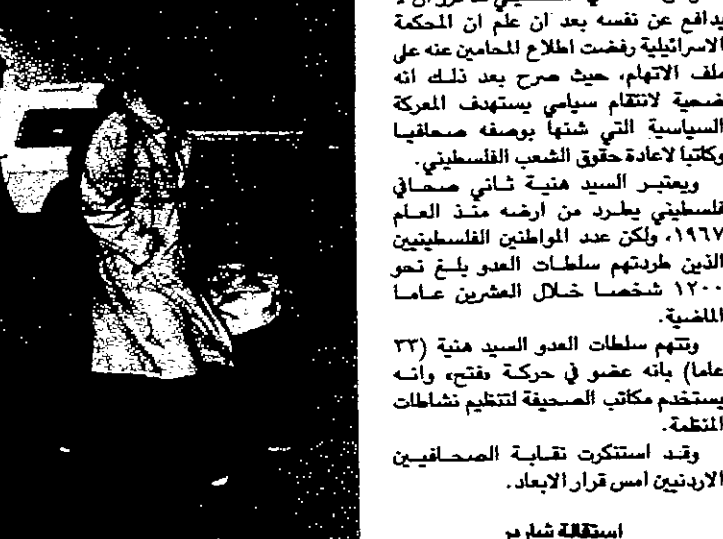 يدافع عن نفسه بعد ان علم ان المحكمة
الاسرائيلية رفضت اطلاع المحامين عنه على
ملف الاتهام، حيث صرح بعد ذلك انه
ضحية لانتقام سياسي يستهدف المعركة
السياسية التي شنها بوصفه صحافيا
وكاتبا لاعادة حقوق الشعب الفلسطيني.
ويعتبر السيد هنية ثاني صحافي
فلسطيني يطرد من ارضه منذ العام
١٩٦٧، ولكن عدد المواطنين الفلسطينيين
الذين طردتهم سلطات العدو بلغ نحو
١٢٠٠ شخصا خلال العشرين عاما
الماضية.
وتتهم سلطات العدو السيد هنية (٣٣
عاما) بانه عضو في حركة «فتح» وانه
يستخدم مكاتب الصحيفة لتنظيم نشاطات
المنظمة.
وقد استنكرت نقابة الصحافيين
الاردنيين امس قرار الابعاد.
استقالة شارير